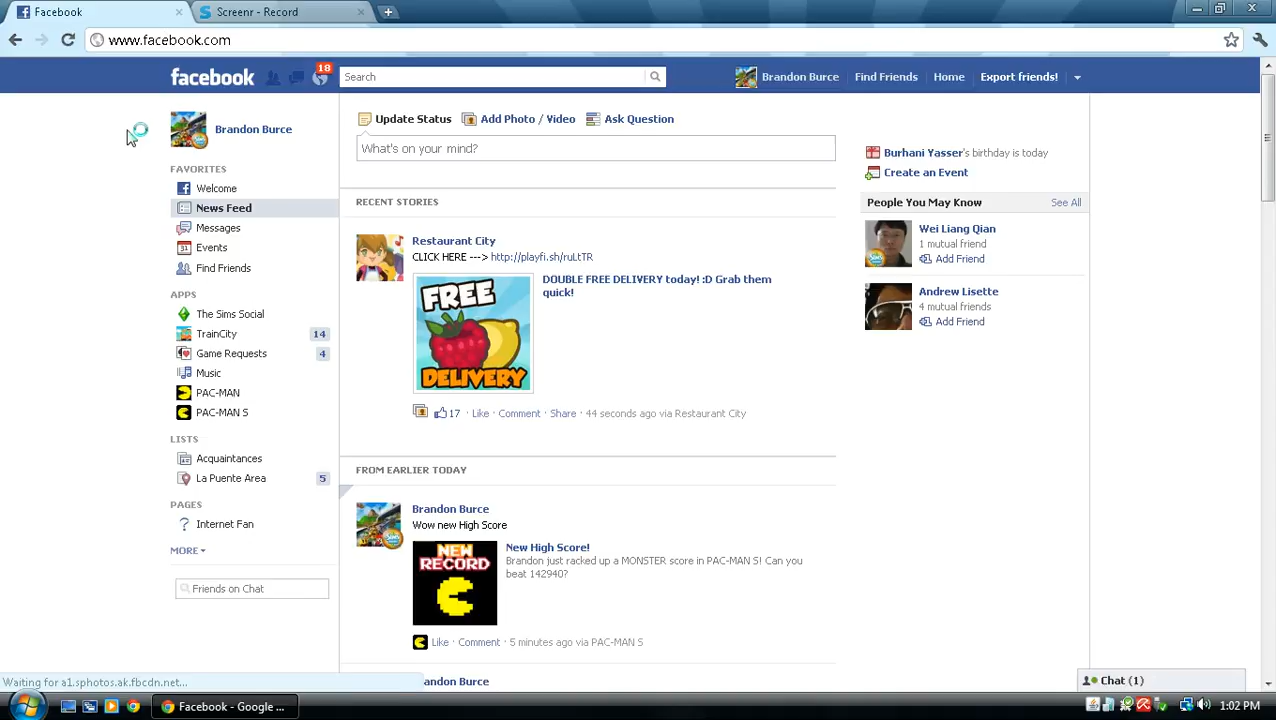 Facebook
Screenr - Record
www.facebook.com
facebook
18
Search
Brandon Burce
Find Friends
Home
Export friends!
Brandon Burce
FAVORITES
Welcome
News Feed
Messages
31 Events
Find Friends
APPS
The Sims Social
TrainCity 14
Game Requests 4
Music
PAC-MAN
PAC-MAN S
LISTS
Acquaintances
La Puente Area 5
PAGES
Internet Fan
MORE
Friends on Chat
Update Status Add Photo / Video Ask Question
What's on your mind?
RECENT STORIES
Restaurant City
CLICK HERE ---> http://playfi.sh/ruLtTR
FREE
DELIVERY
DOUBLE FREE DELIVERY today! :D Grab them
quick!
17 · Like · Comment · Share · 44 seconds ago via Restaurant City
FROM EARLIER TODAY
Brandon Burce
Wow new High Score
NEW
RECORD
New High Score!
Brandon just racked up a MONSTER score in PAC-MAN S! Can you
beat 142940?
Like · Comment · 5 minutes ago via PAC-MAN S
Brandon Burce
Burhani Yasser's birthday is today
Create an Event
People You May Know See All
Wei Liang Qian
1 mutual friend
Add Friend
Andrew Lisette
4 mutual friends
Add Friend
Waiting for a1.sphotos.ak.fbcdn.net...
Chat (1)
Facebook - Google ...
1:02 PM